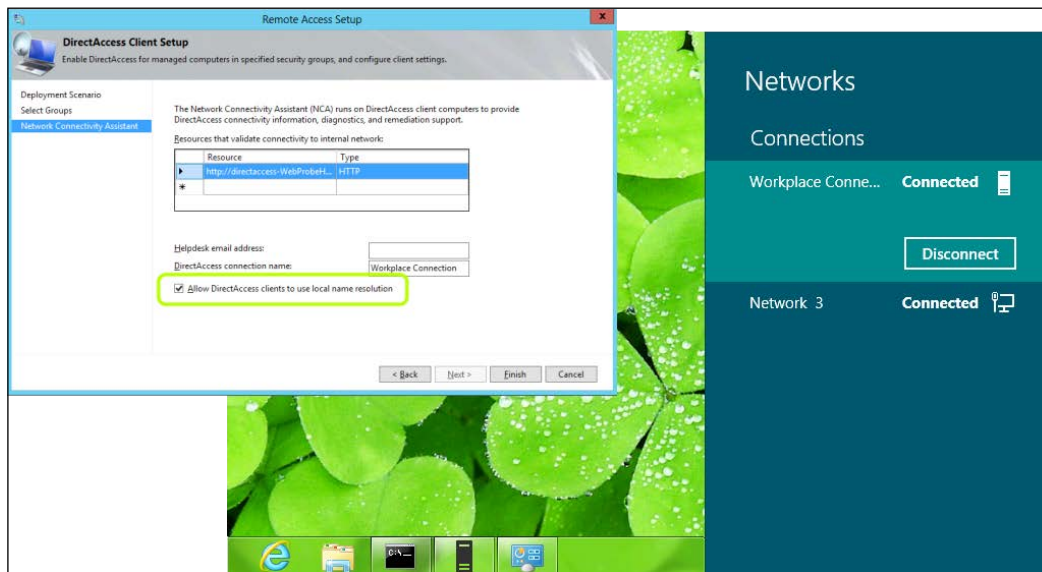 Remote Access Setup
x
DirectAccess Client Setup
Enable DirectAccess for managed computers in specified security groups, and configure client settings.
Deployment Scenario
Select Groups
Network Connectivity Assistant
The Network Connectivity Assistant (NCA) runs on DirectAccess client computers to provide
DirectAccess connectivity information, diagnostics, and remediation support.
Resources that validate connectivity to internal network:
Resource Type
http://directaccess-WebProbeH... HTTP
*
Helpdesk email address:
DirectAccess connection name: Workplace Connection
Allow DirectAccess clients to use local name resolution
< Back Next > Finish Cancel
Networks
Connections
Workplace Conne... Connected
Disconnect
Network 3 Connected
C:\_